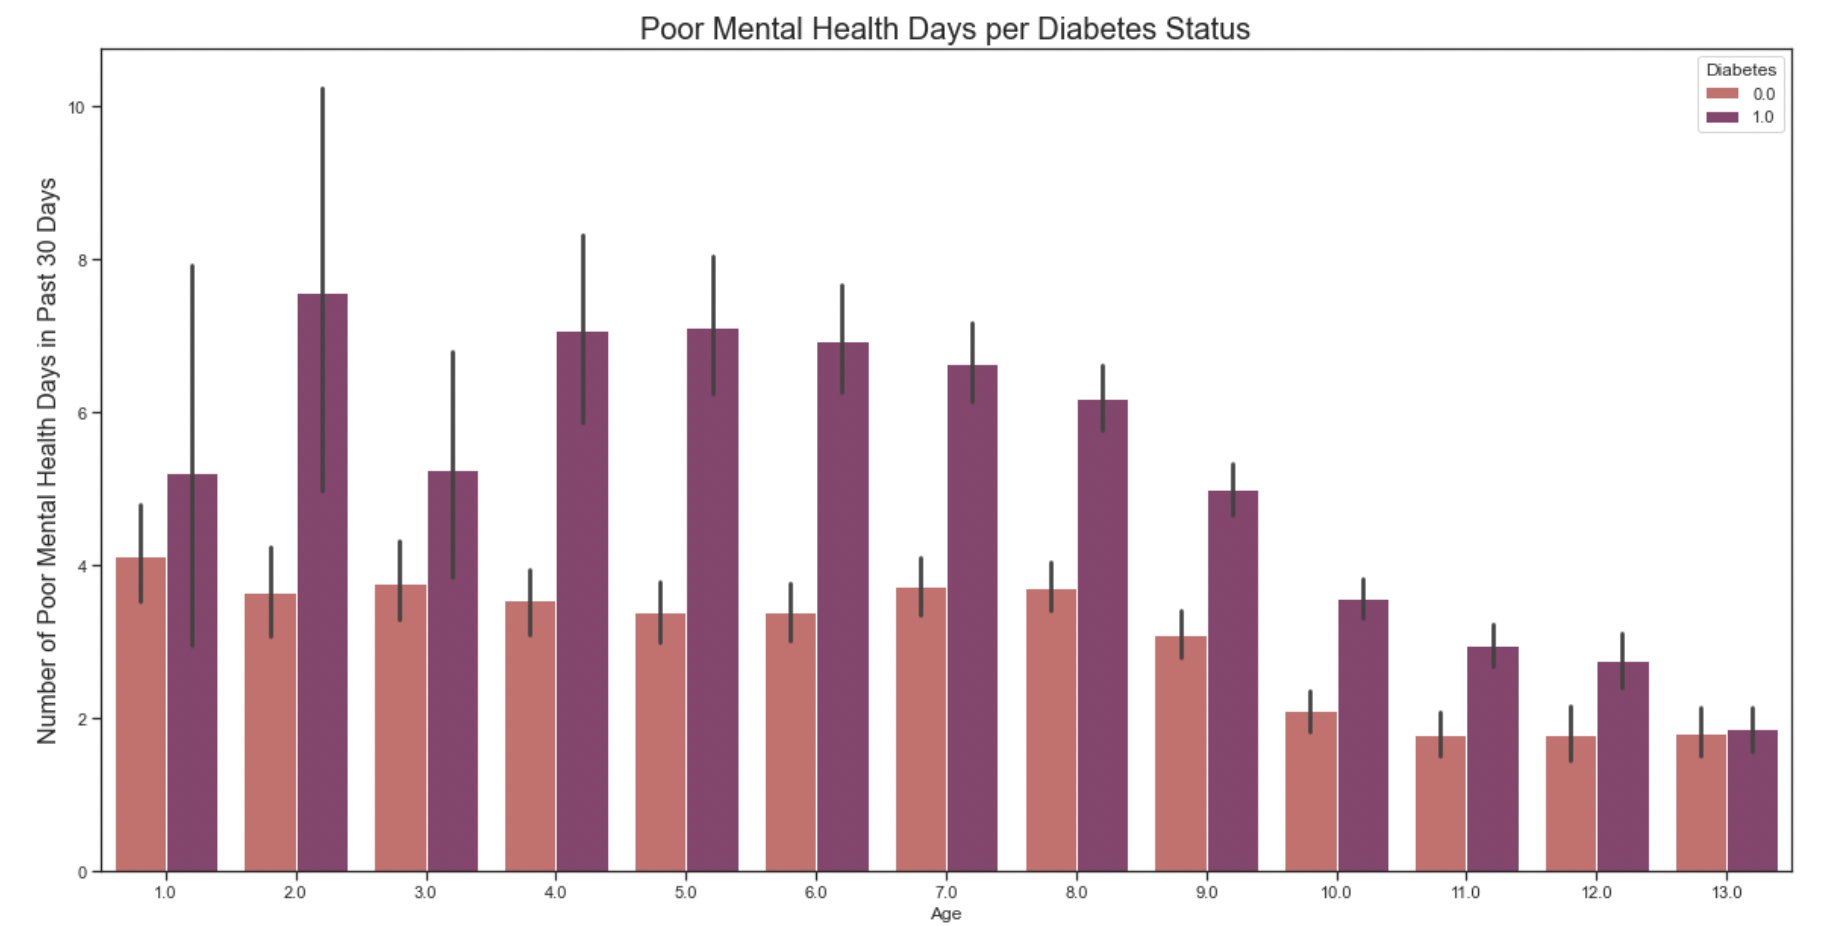 Poor Mental Health Days per Diabetes Status
Number of Poor Mental Health Days in Past 30 Days
10
8
6
4
2
0
Diabetes
0.0
1.0
1.0 2.0 3.0 4.0 5.0 6.0 7.0 8.0 9.0 10.0 11.0 12.0 13.0
Age